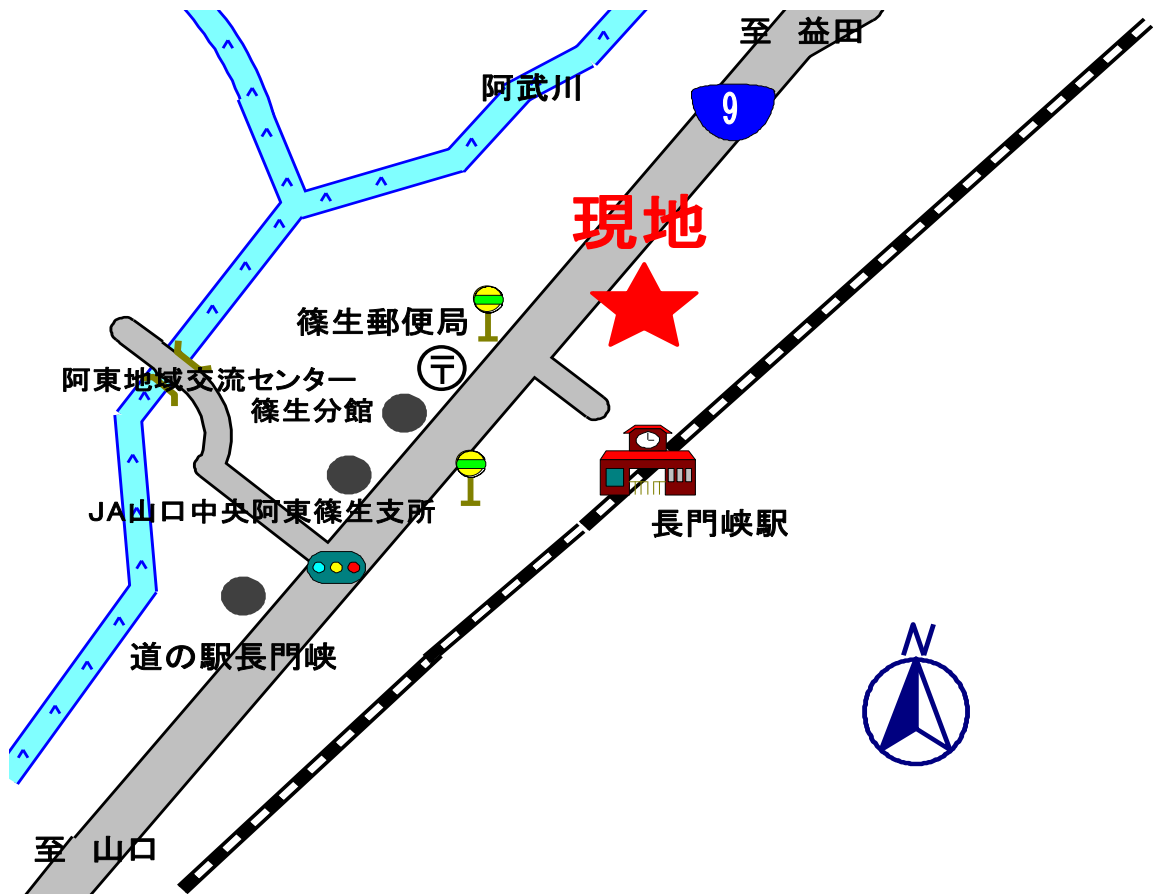 至 益田
阿武川
9
現地
篠生郵便局
〒
阿東地域交流センター
篠生分館
JA山口中央阿東篠生支所
長門峡駅
道の駅長門峡
N
至 山口